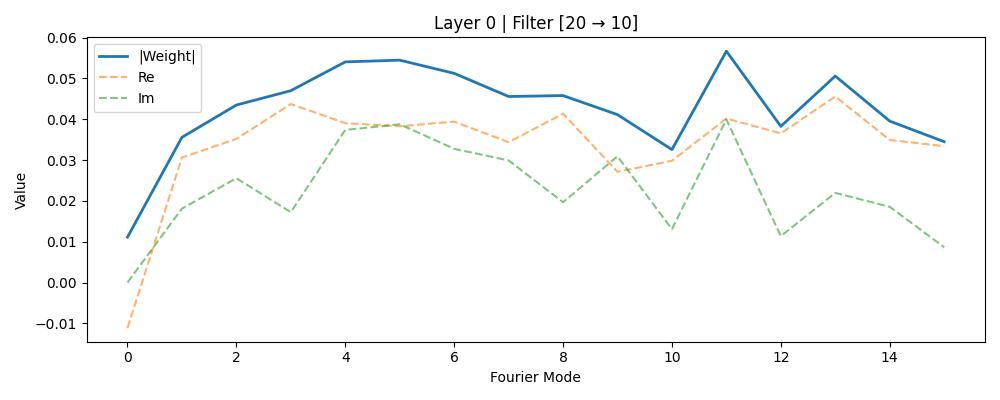 Layer 0 | Filter [20 → 10]
|Weight|
Re
Im
Value
0.06
0.05
0.04
0.03
0.02
0.01
0.00
−0.01
0 2 4 6 8 10 12 14
Fourier Mode